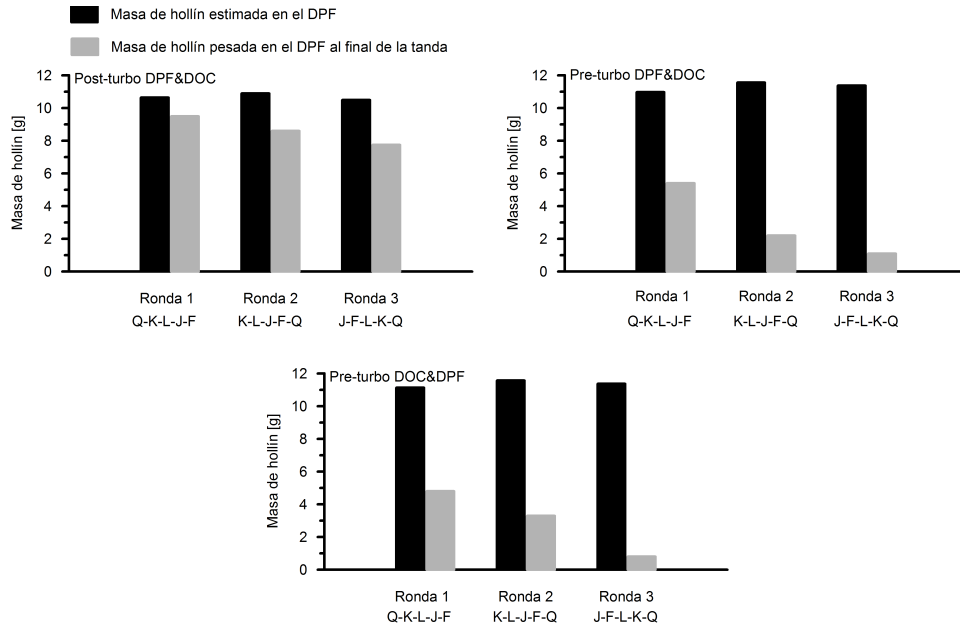 Masa de hollín estimada en el DPF
Masa de hollín pesada en el DPF al final de la tanda
Post-turbo DPF&DOC
Masa de hollín [g]
12
10
8
6
4
2
0
Ronda 1
Ronda 2
Ronda 3
Q-K-L-J-F
K-L-J-F-Q
J-F-L-K-Q
Pre-turbo DPF&DOC
Masa de hollín [g]
12
10
8
6
4
2
0
Ronda 1
Ronda 2
Ronda 3
Q-K-L-J-F
K-L-J-F-Q
J-F-L-K-Q
Pre-turbo DOC&DPF
Masa de hollín [g]
12
10
8
6
4
2
0
Ronda 1
Ronda 2
Ronda 3
Q-K-L-J-F
K-L-J-F-Q
J-F-L-K-Q